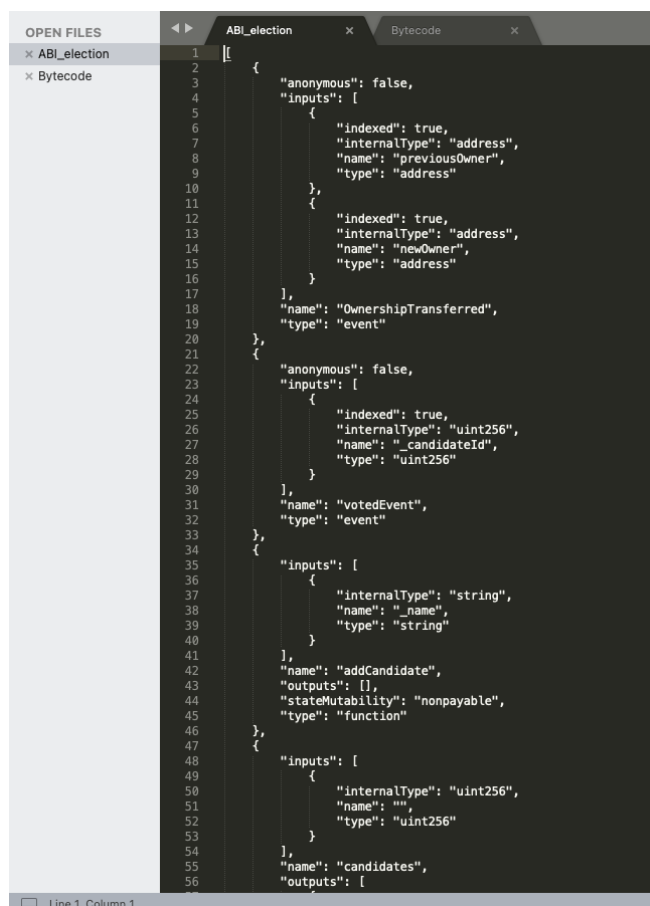 OPEN FILES
× ABI_election
× Bytecode
◀ ▶ ABI_election × Bytecode ×
1 [
2 {
3 "anonymous": false,
4 "inputs": [
5 {
6 "indexed": true,
7 "internalType": "address",
8 "name": "previousOwner",
9 "type": "address"
10 },
11 {
12 "indexed": true,
13 "internalType": "address",
14 "name": "newOwner",
15 "type": "address"
16 }
17 ],
18 "name": "OwnershipTransferred",
19 "type": "event"
20 },
21 {
22 "anonymous": false,
23 "inputs": [
24 {
25 "indexed": true,
26 "internalType": "uint256",
27 "name": "_candidateId",
28 "type": "uint256"
29 }
30 ],
31 "name": "votedEvent",
32 "type": "event"
33 },
34 {
35 "inputs": [
36 {
37 "internalType": "string",
38 "name": "_name",
39 "type": "string"
40 }
41 ],
42 "name": "addCandidate",
43 "outputs": [],
44 "stateMutability": "nonpayable",
45 "type": "function"
46 },
47 {
48 "inputs": [
49 {
50 "internalType": "uint256",
51 "name": "",
52 "type": "uint256"
53 }
54 ],
55 "name": "candidates",
56 "outputs": [
Line 1, Column 1